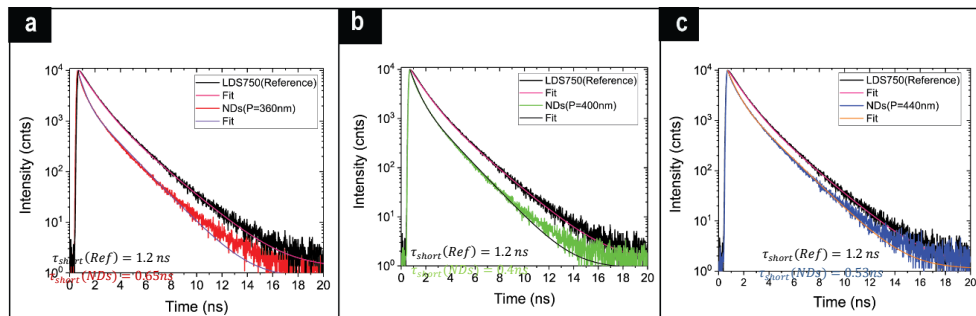 a
10⁴
10³
10²
10¹
10⁰
Intensity (cnts)
LDS750(Reference)
Fit
NDs(P=360nm)
Fit
τshort(Ref) = 1.2 ns
τshort(NDs) = 0.65ns
0 2 4 6 8 10 12 14 16 18 20
Time (ns)
b
10⁴
10³
10²
10¹
10⁰
Intensity (cnts)
LDS750(Reference)
Fit
NDs(P=400nm)
Fit
τshort(Ref) = 1.2 ns
τshort(NDs) = 0.4ns
0 2 4 6 8 10 12 14 16 18 20
Time (ns)
c
10⁴
10³
10²
10¹
10⁰
Intensity (cnts)
LDS750(Reference)
Fit
NDs(P=440nm)
Fit
τshort(Ref) = 1.2 ns
τshort(NDs) = 0.53ns
0 2 4 6 8 10 12 14 16 18 20
Time (ns)